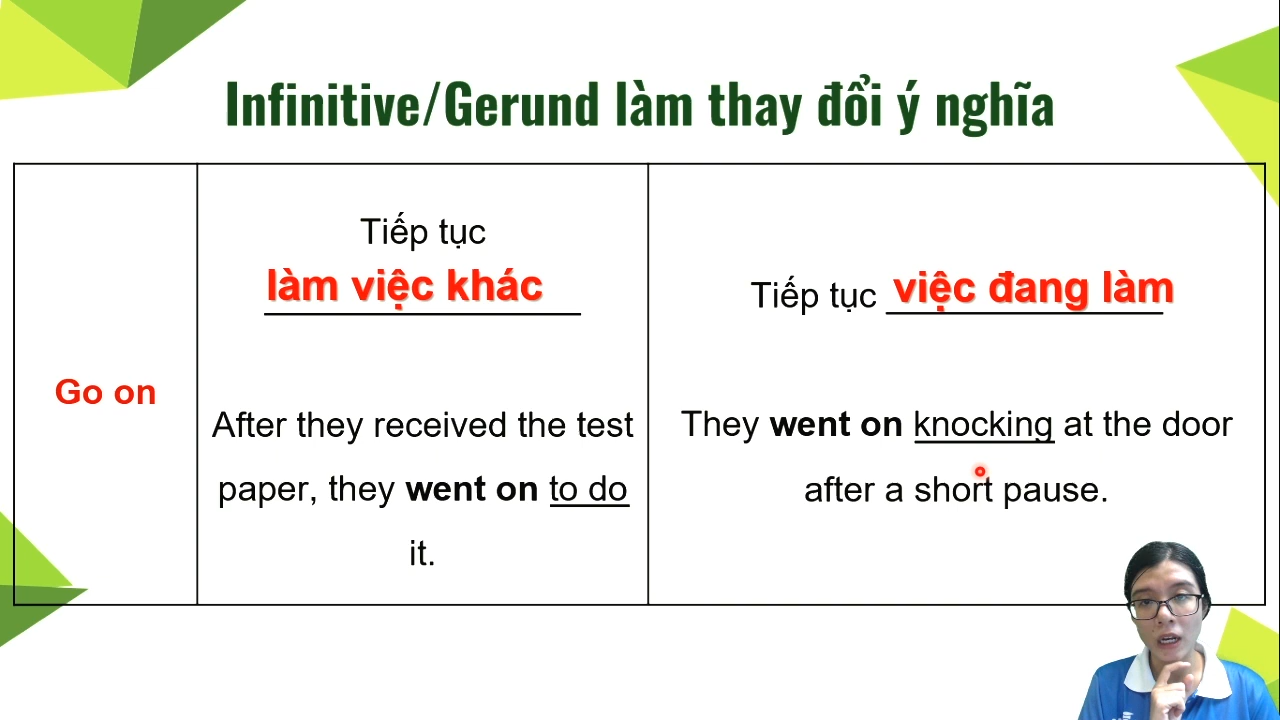 Infinitive/Gerund làm thay đổi ý nghĩa
Go on
Tiếp tục
làm việc khác
After they received the test
paper, they went on to do
it.
Tiếp tục việc đang làm
They went on knocking at the door
after a short pause.